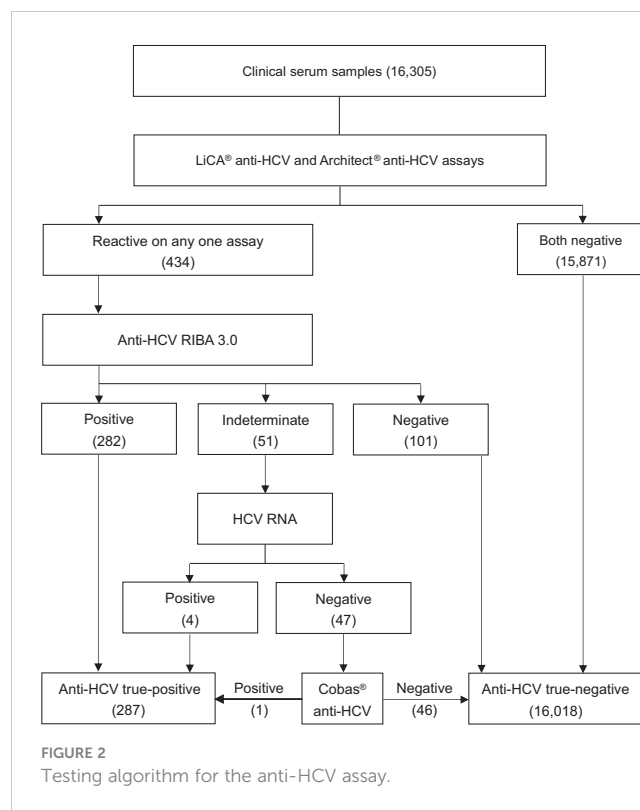 Clinical serum samples (16,305)
LiCA® anti-HCV and Architect® anti-HCV assays
Reactive on any one assay
(434)
Both negative
(15,871)
Anti-HCV RIBA 3.0
Positive
(282)
Indeterminate
(51)
Negative
(101)
HCV RNA
Positive
(4)
Negative
(47)
Anti-HCV true-positive
(287)
Positive
(1)
Cobas®
anti-HCV
Negative
(46)
Anti-HCV true-negative
(16,018)
FIGURE 2
Testing algorithm for the anti-HCV assay.